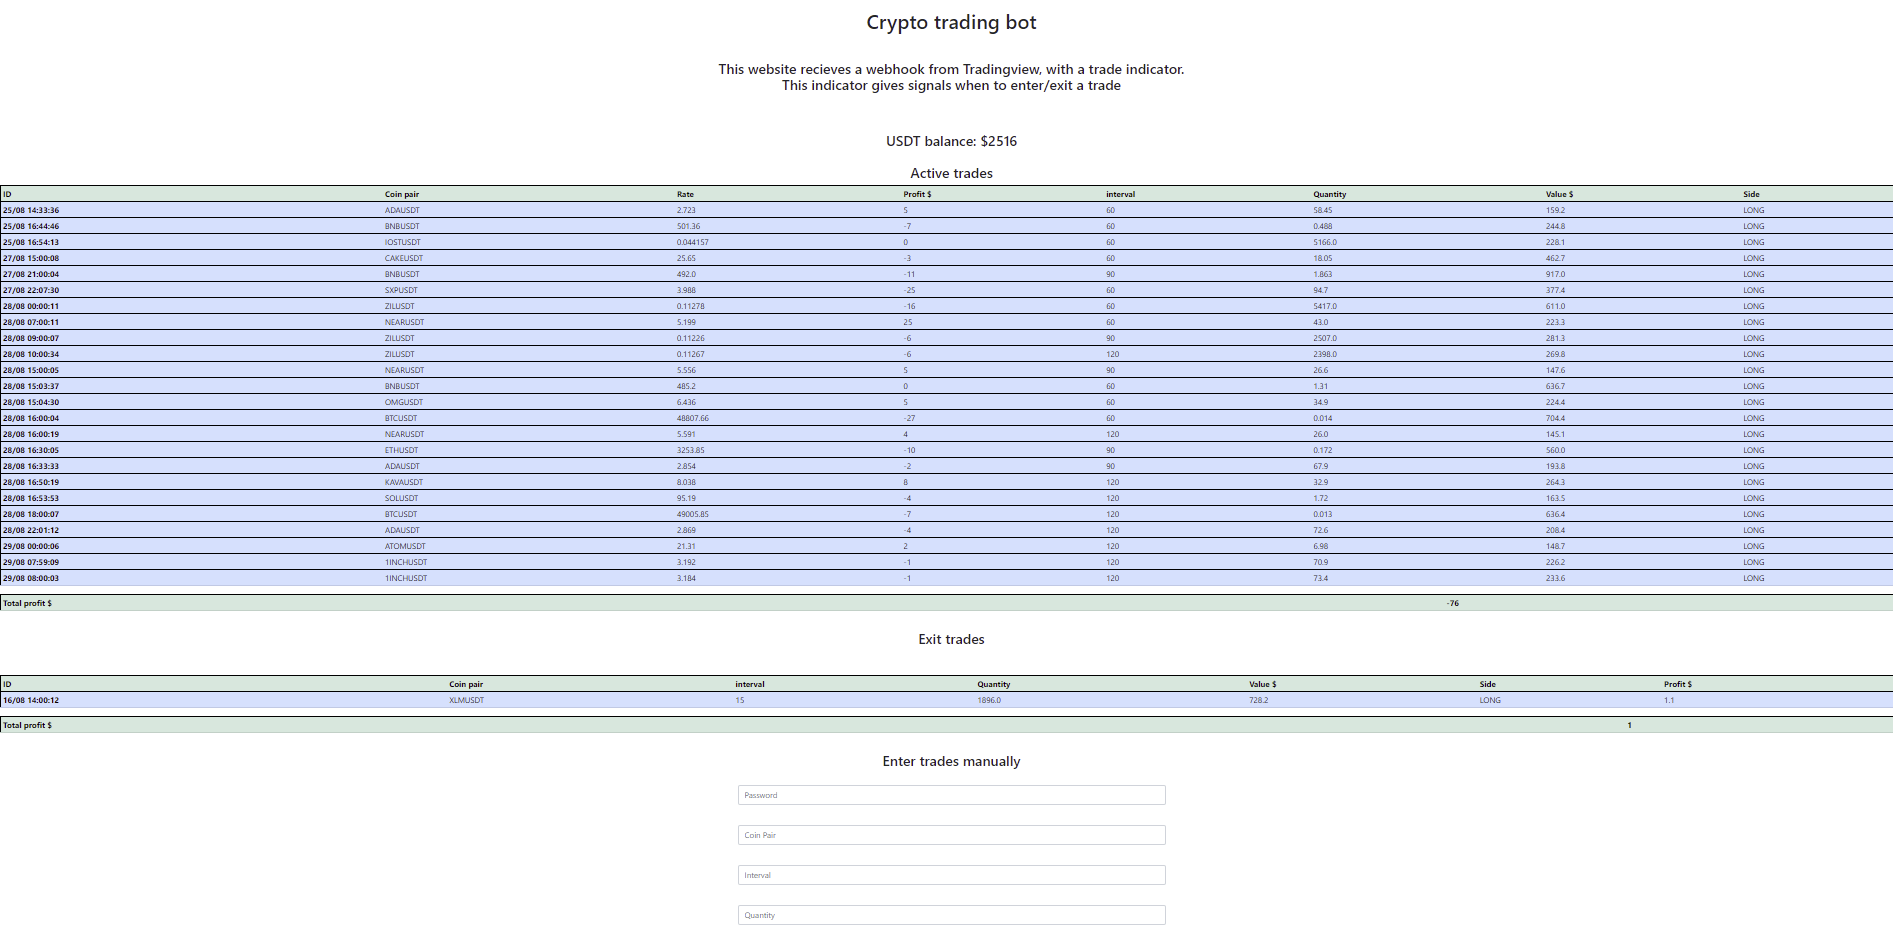 Crypto trading bot
This website recieves a webhook from Tradingview, with a trade indicator.
This indicator gives signals when to enter/exit a trade
USDT balance: $2516
Active trades
ID Coin pair Rate Profit $ interval Quantity Value $ Side
25/08 14:33:36 ADAUSDT 2.723 5 60 58.45 159.2 LONG
25/08 16:44:46 BNBUSDT 501.36 -7 60 0.488 244.8 LONG
25/08 16:54:13 IOSTUSDT 0.044157 0 60 5166.0 228.1 LONG
27/08 15:00:08 CAKEUSDT 25.65 -3 60 18.05 462.7 LONG
27/08 21:00:04 BNBUSDT 492.0 -11 90 1.863 917.0 LONG
27/08 22:07:30 SXPUSDT 3.988 -25 60 94.7 377.4 LONG
28/08 00:00:11 ZILUSDT 0.11278 -16 60 5417.0 611.0 LONG
28/08 07:00:11 NEARUSDT 5.199 25 60 43.0 223.3 LONG
28/08 09:00:07 ZILUSDT 0.11226 -6 90 2507.0 281.3 LONG
28/08 10:00:34 ZILUSDT 0.11267 -6 120 2398.0 269.8 LONG
28/08 15:00:05 NEARUSDT 5.556 5 90 26.6 147.6 LONG
28/08 15:03:37 BNBUSDT 485.2 0 60 1.31 636.7 LONG
28/08 15:04:30 OMGUSDT 6.436 5 60 34.9 224.4 LONG
28/08 16:00:04 BTCUSDT 48807.66 -27 60 0.014 704.4 LONG
28/08 16:00:19 NEARUSDT 5.591 4 120 26.0 145.1 LONG
28/08 16:30:05 ETHUSDT 3253.85 -10 90 0.172 560.0 LONG
28/08 16:33:33 ADAUSDT 2.854 -2 90 67.9 193.8 LONG
28/08 16:50:19 KAVAUSDT 8.038 8 120 32.9 264.3 LONG
28/08 16:53:53 SOLUSDT 95.19 -4 120 1.72 163.5 LONG
28/08 18:00:07 BTCUSDT 49005.85 -7 120 0.013 636.4 LONG
28/08 22:01:12 ADAUSDT 2.869 -4 120 72.6 208.4 LONG
29/08 00:00:06 ATOMUSDT 21.31 2 120 6.98 148.7 LONG
29/08 07:59:09 1INCHUSDT 3.192 -1 120 70.9 226.2 LONG
29/08 08:00:03 1INCHUSDT 3.184 -1 120 73.4 233.6 LONG
Total profit $ -76
Exit trades
ID Coin pair interval Quantity Value $ Side Profit $
16/08 14:00:12 XLMUSDT 15 1896.0 728.2 LONG 1.1
Total profit $ 1
Enter trades manually
Password
Coin Pair
Interval
Quantity